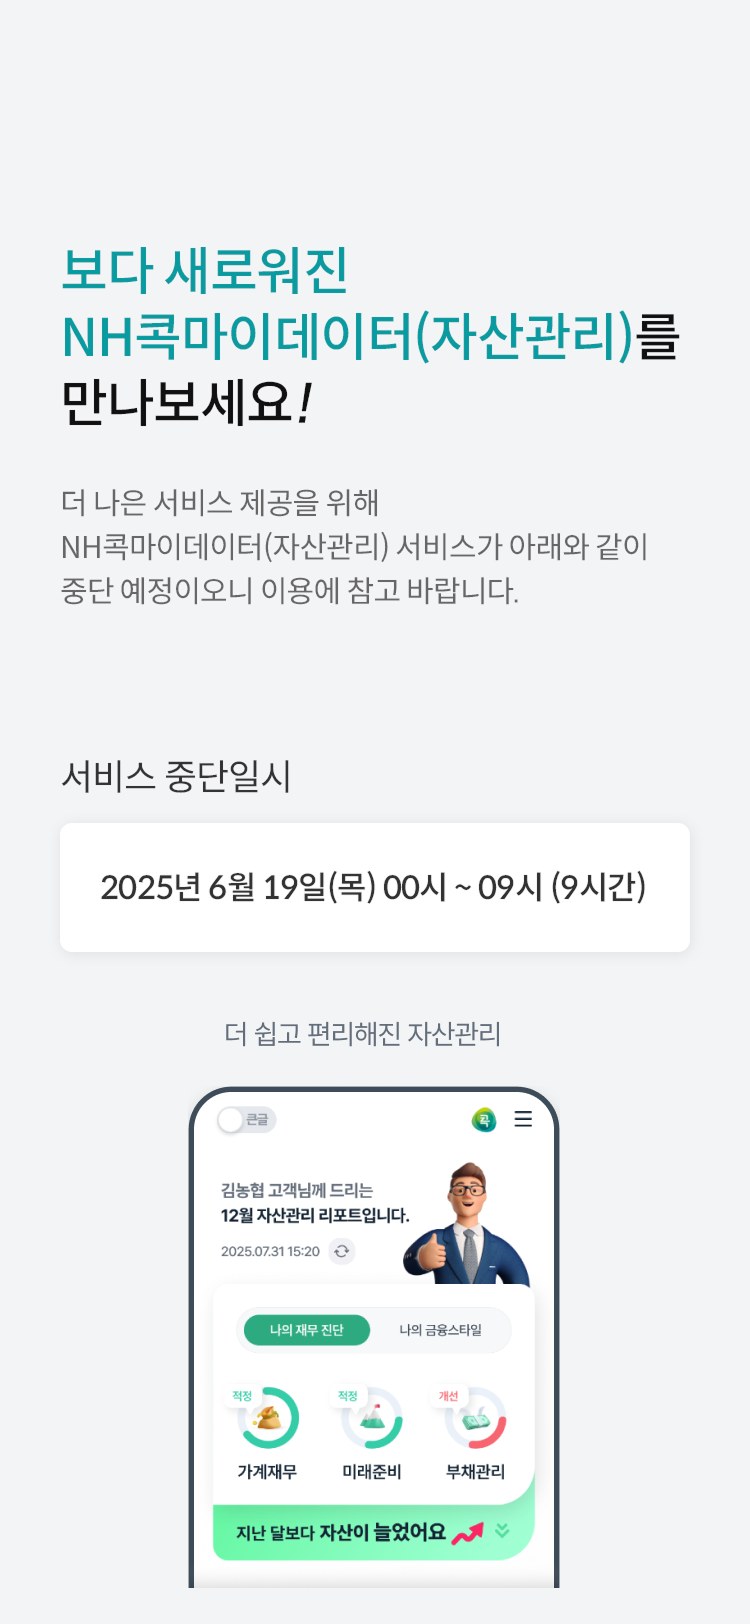 보다 새로워진
NH콕마이데이터(자산관리)를
만나보세요!
더 나은 서비스 제공을 위해
NH콕마이데이터(자산관리) 서비스가 아래와 같이
중단 예정이오니 이용에 참고 바랍니다.
서비스 중단일시
2025년 6월 19일(목) 00시 ~ 09시 (9시간)
더 쉽고 편리해진 자산관리
큰글
콕
김농협 고객님께 드리는
12월 자산관리 리포트입니다.
2025.07.31 15:20
나의 재무 진단 나의 금융스타일
적정 적정 개선
가계재무 미래준비 부채관리
지난 달보다 자산이 늘었어요